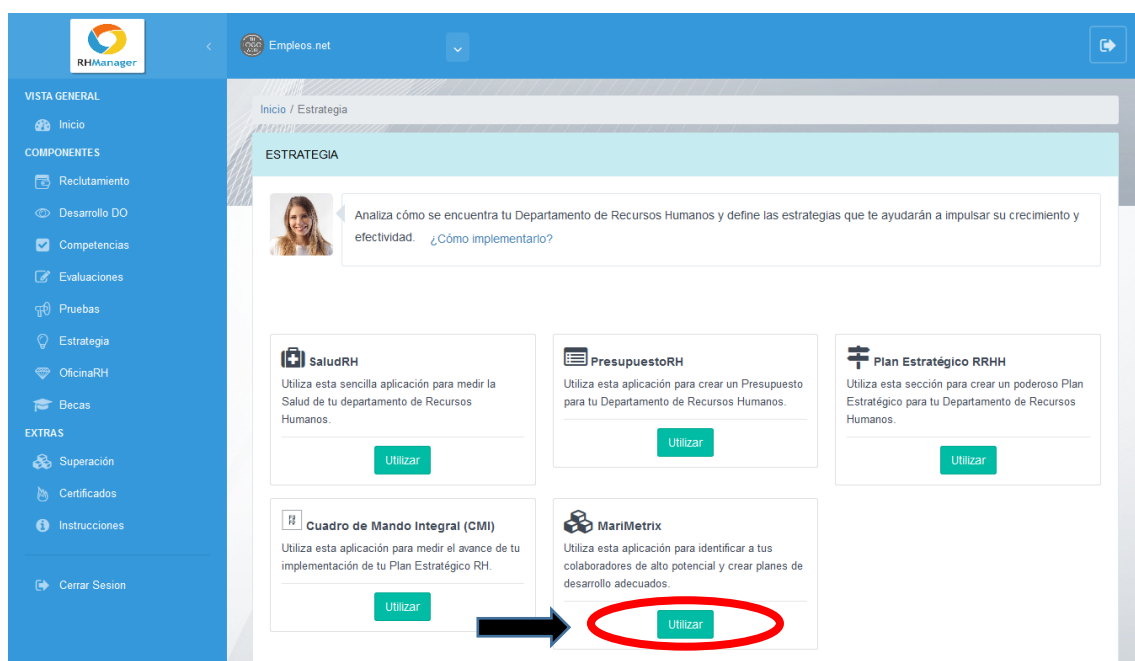 RHManager
Empleos.net
VISTA GENERAL
Inicio
COMPONENTES
Reclutamiento
Desarrollo DO
Competencias
Evaluaciones
Pruebas
Estrategia
OficinaRH
Becas
EXTRAS
Superación
Certificados
Instrucciones
Cerrar Sesion
Inicio / Estrategia
ESTRATEGIA
Analiza cómo se encuentra tu Departamento de Recursos Humanos y define las estrategias que te ayudarán a impulsar su crecimiento y
efectividad. ¿Cómo implementarlo?
SaludRH
Utiliza esta sencilla aplicación para medir la
Salud de tu departamento de Recursos
Humanos.
Utilizar
PresupuestoRH
Utiliza esta aplicación para crear un Presupuesto
para tu Departamento de Recursos Humanos.
Utilizar
Plan Estratégico RRHH
Utiliza esta sección para crear un poderoso Plan
Estratégico para tu Departamento de Recursos
Humanos.
Utilizar
Cuadro de Mando Integral (CMI)
Utiliza esta aplicación para medir el avance de tu
implementación de tu Plan Estratégico RH.
Utilizar
MariMetrix
Utiliza esta aplicación para identificar a tus
colaboradores de alto potencial y crear planes de
desarrollo adecuados.
Utilizar